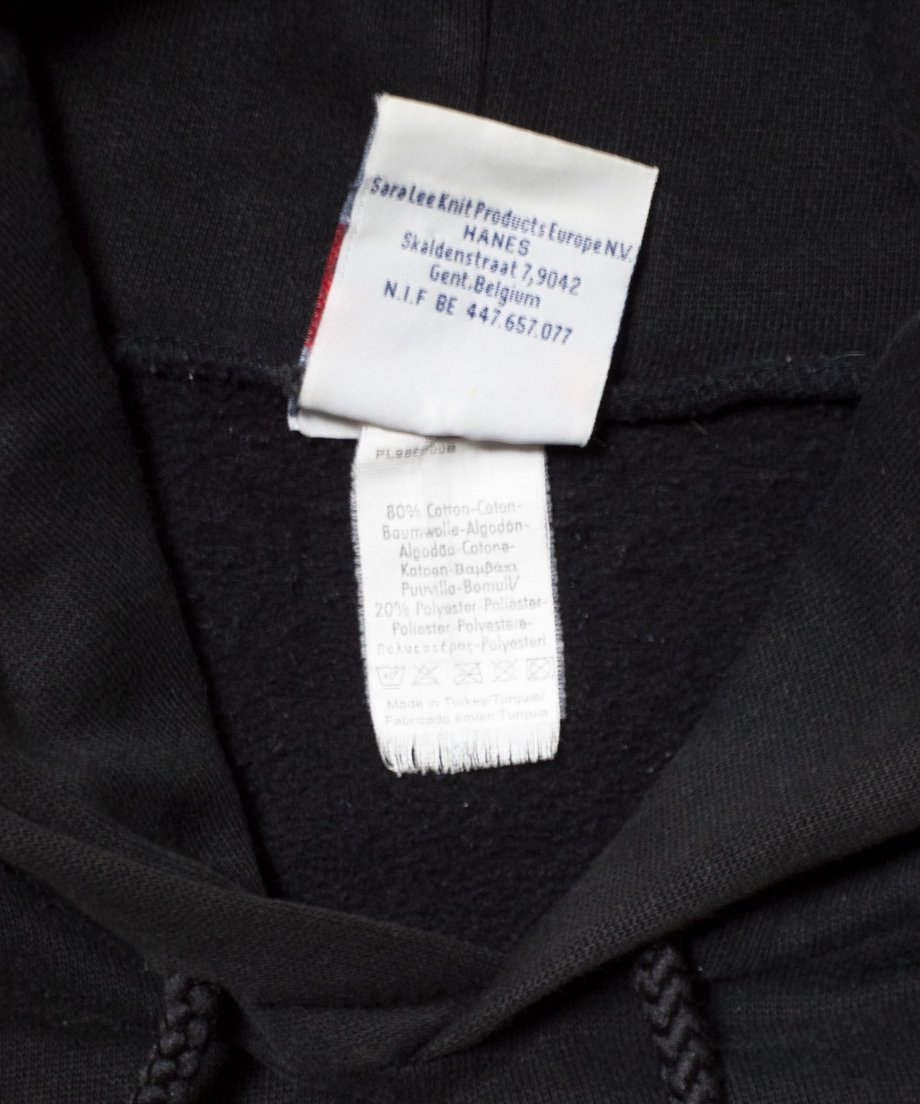 Sara Lee Knit Products Europe N.V.
HANES
Skaldenstraat 7,9042
Gent.Belgium
N.I.F BE 447.657.077
80% Cotton-Coton-
Baumwolle-Algodón-
Algodão-Cotone-
Katoen-Βαμβάκι
Puuvilla-Bomull/
20% Polyester-Poliester-
Poliester-Polyestere-
Πολυεστέρος-Polyesteri
40°
Made in Turkey/Turquie/
Fabricado em/en Turquia